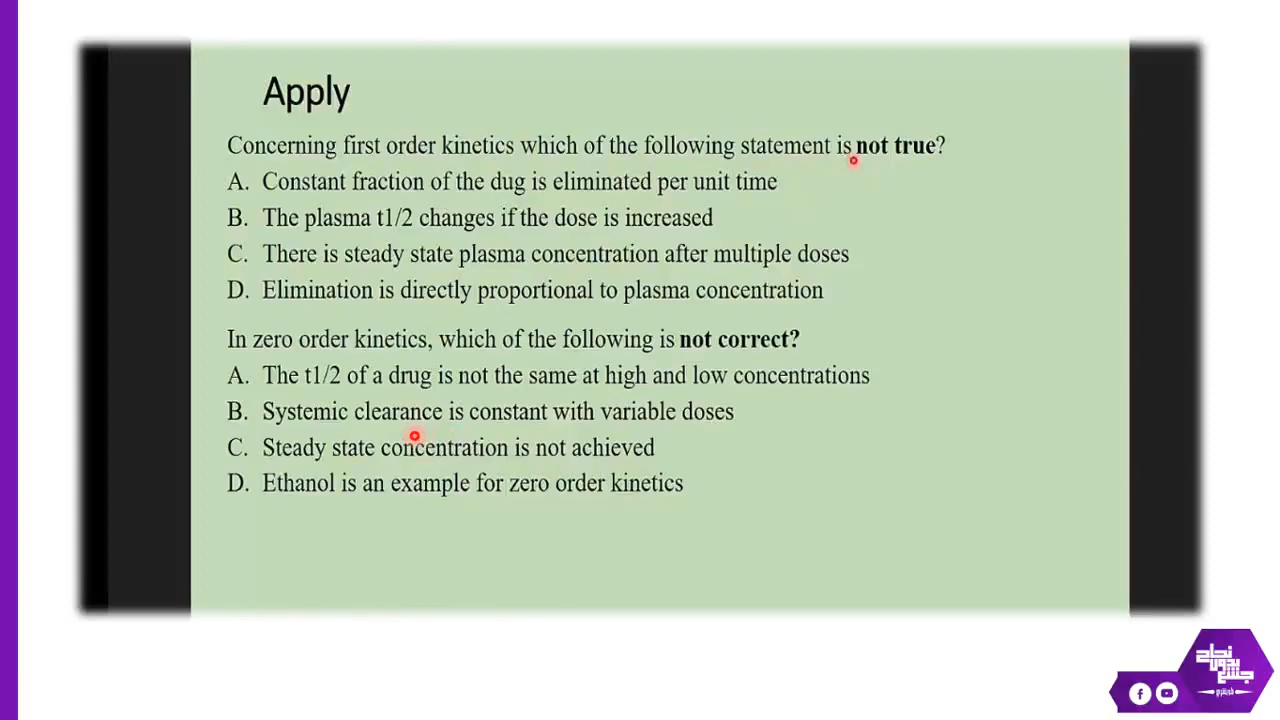 Apply
Concerning first order kinetics which of the following statement is not true?
A. Constant fraction of the dug is eliminated per unit time
B. The plasma t1/2 changes if the dose is increased
C. There is steady state plasma concentration after multiple doses
D. Elimination is directly proportional to plasma concentration
In zero order kinetics, which of the following is not correct?
A. The t1/2 of a drug is not the same at high and low concentrations
B. Systemic clearance is constant with variable doses
C. Steady state concentration is not achieved
D. Ethanol is an example for zero order kinetics
نجاح
بدون